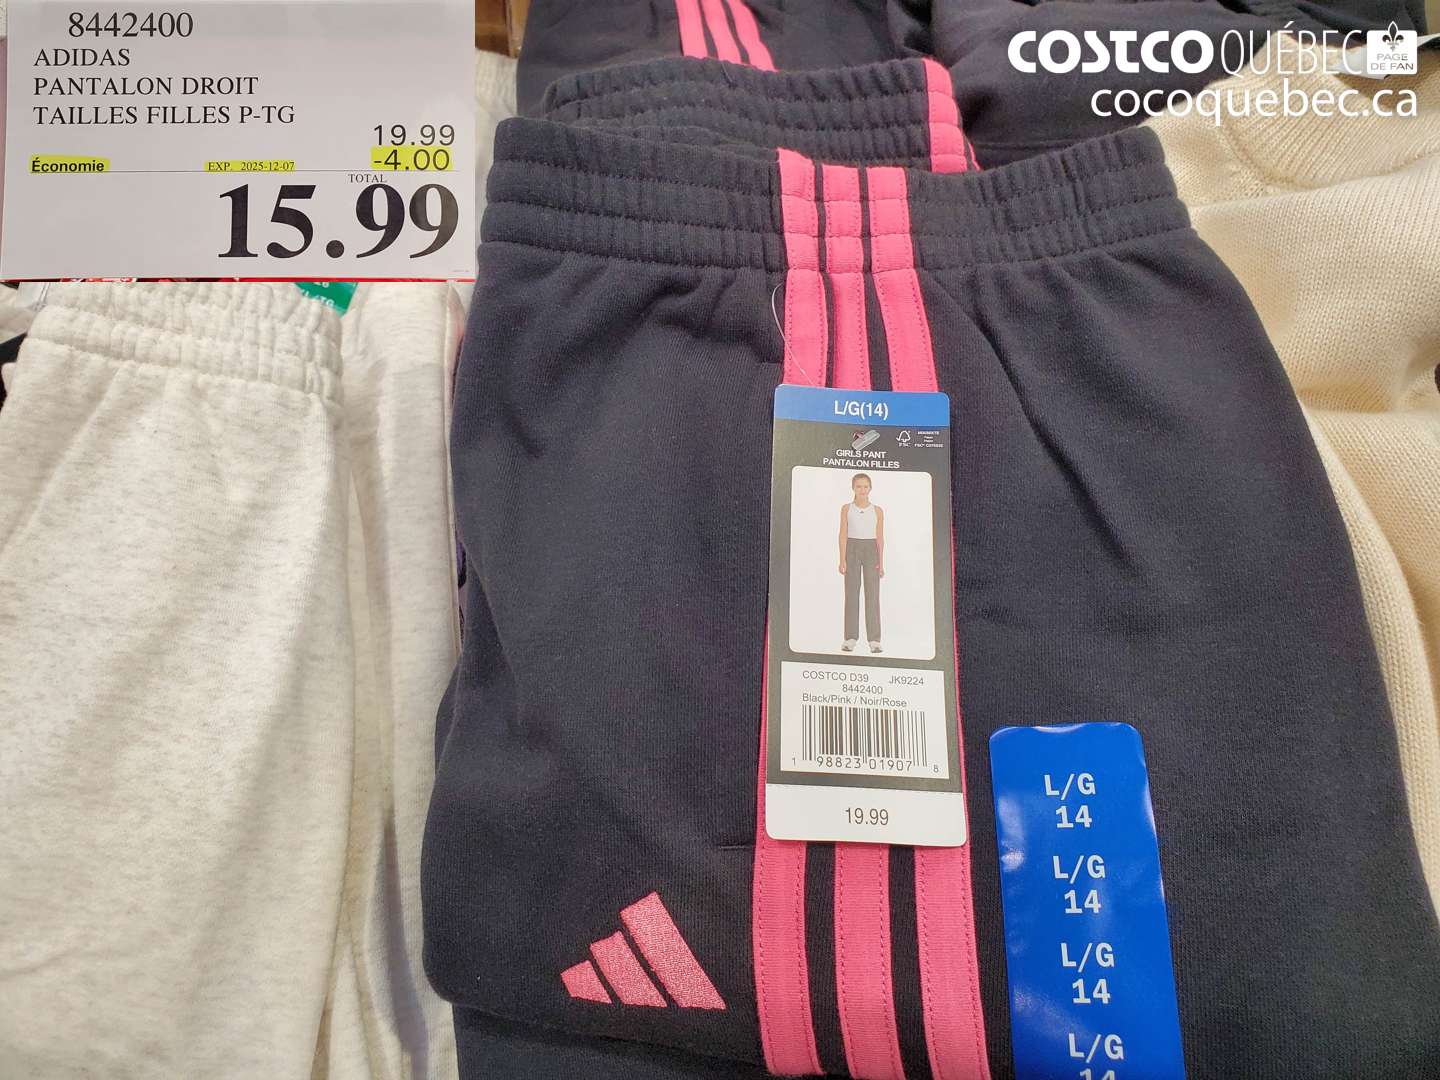 8442400
ADIDAS
PANTALON DROIT
TAILLES FILLES P-TG
19.99
Économie EXP. 2025-12-07 -4.00
TOTAL
15.99
COSTCO QUÉBEC
PAGE
DE FAN
cocoquebec.ca
L/G(14)
GIRLS PANT
PANTALON FILLES
COSTCO D39 JK9224
8442400
Black/Pink / Noir/Rose
1 98823 01907 8
19.99
L/G
14
L/G
14
L/G
14
L/G
14